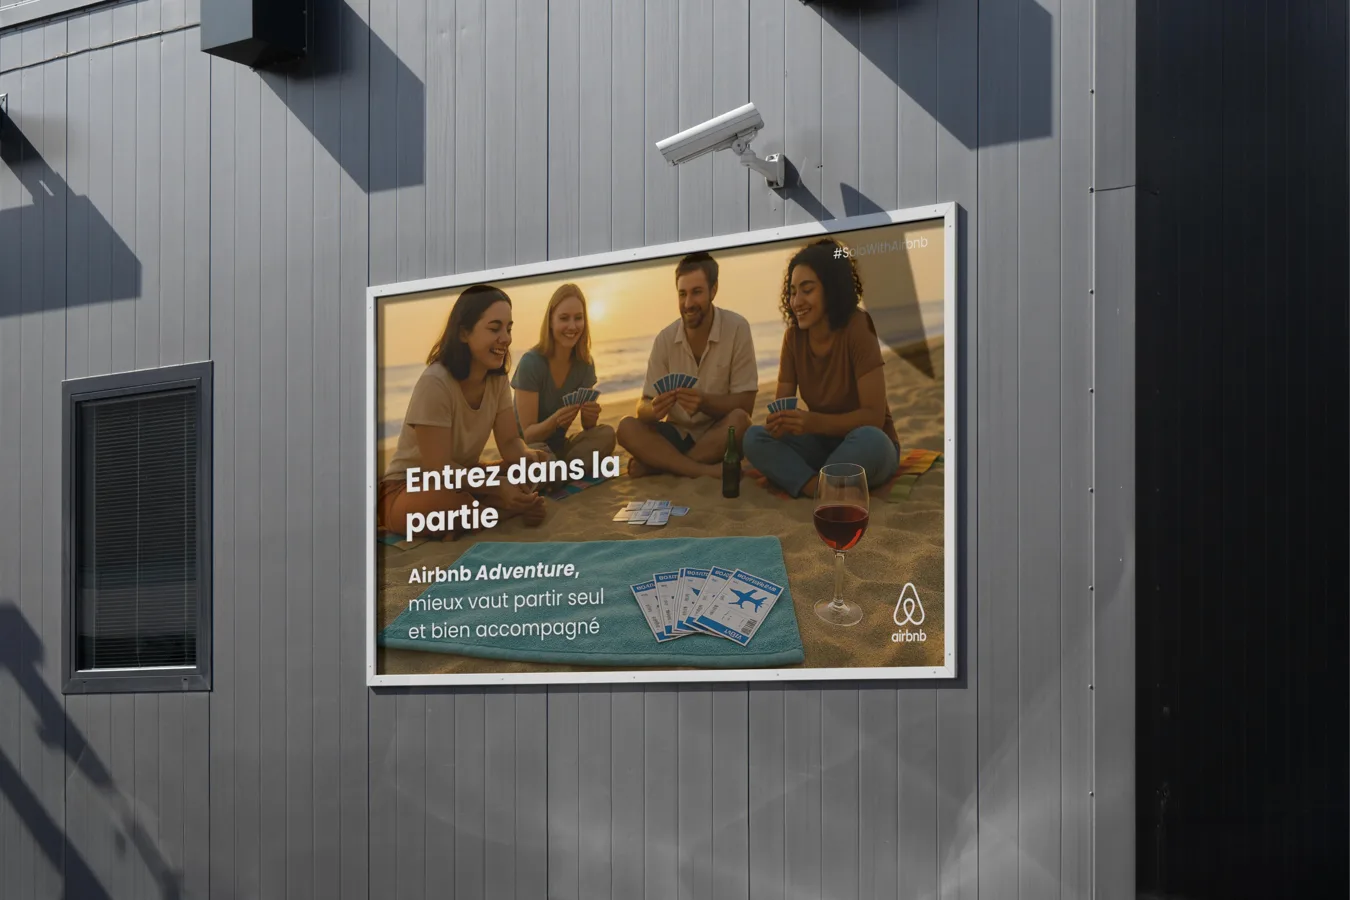 #SoloWithAirbnb
Entrez dans la
partie
Airbnb Adventure,
mieux vaut partir seul
et bien accompagné
airbnb